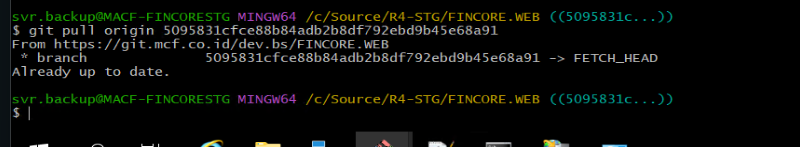 svr.backup@MACF-FINCORESTG MINGW64 /c/Source/R4-STG/FINCORE.WEB ((5095831c...))
$ git pull origin 5095831cfce88b84adb2b8df792ebd9b45e68a91
From https://git.mcf.co.id/dev.bs/FINCORE.WEB
 * branch            5095831cfce88b84adb2b8df792ebd9b45e68a91 -> FETCH_HEAD
Already up to date.
svr.backup@MACF-FINCORESTG MINGW64 /c/Source/R4-STG/FINCORE.WEB ((5095831c...))
$